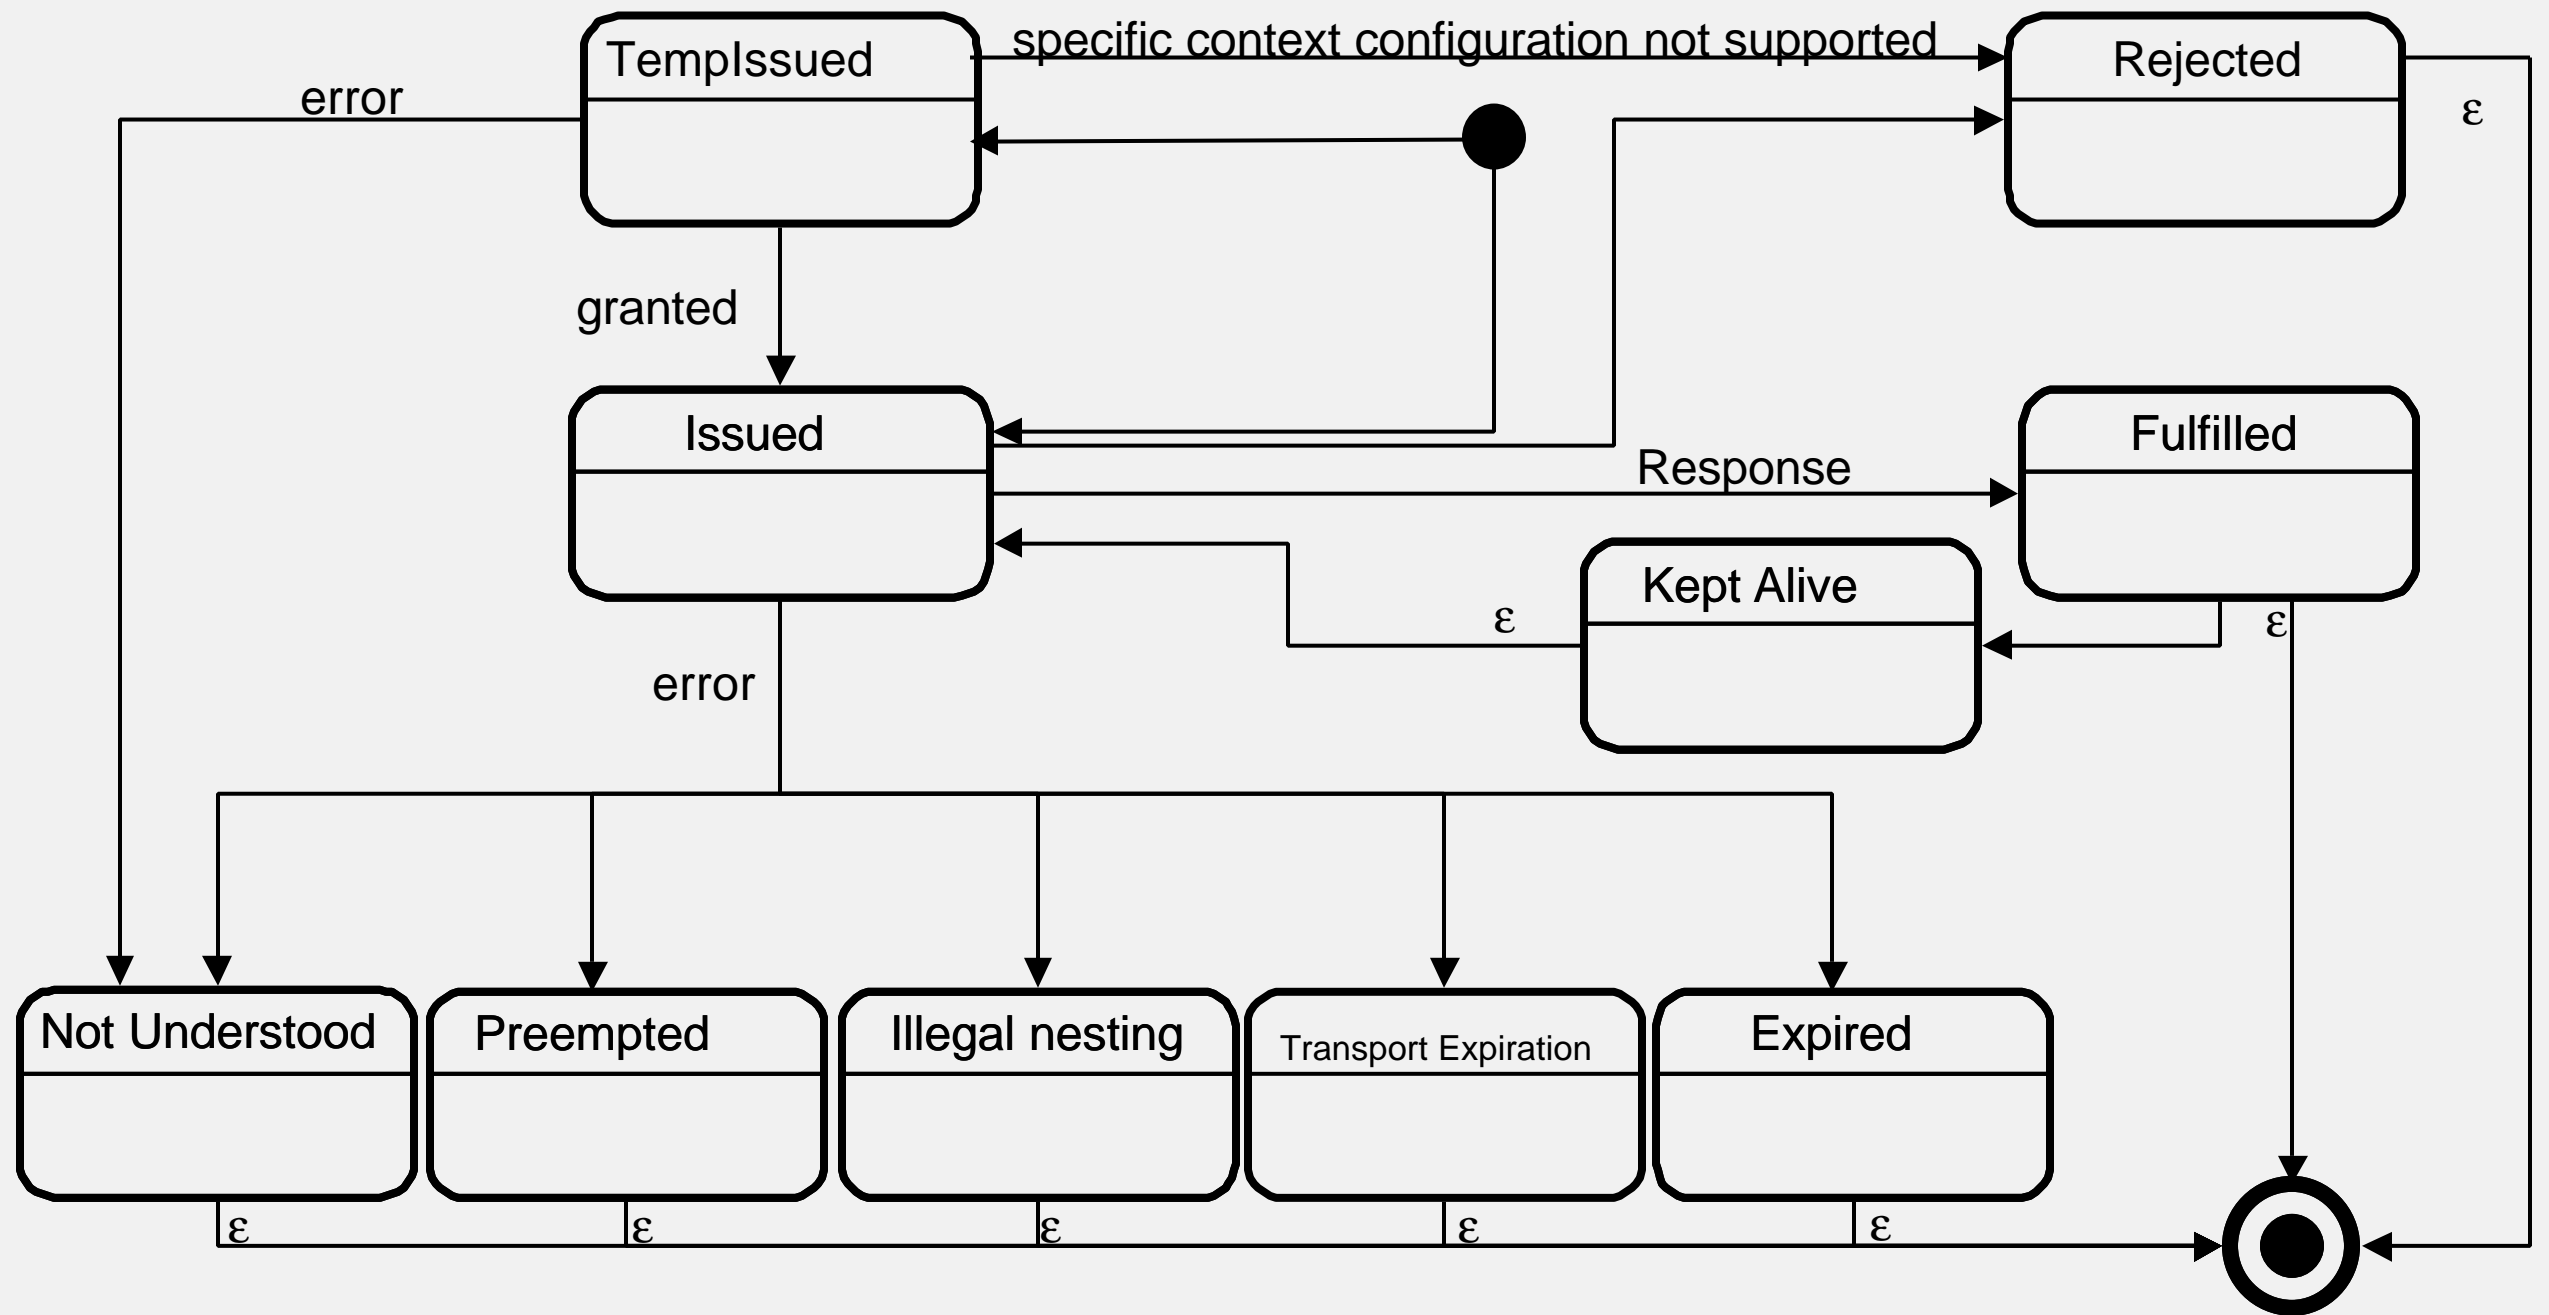 TempIssued
specific context configuration not supported
Rejected
error
ε
granted
Issued
Fulfilled
Response
Kept Alive
ε
ε
error
Not Understood
Preempted
Illegal nesting
Transport Expiration
Expired
ε
ε
ε
ε
ε